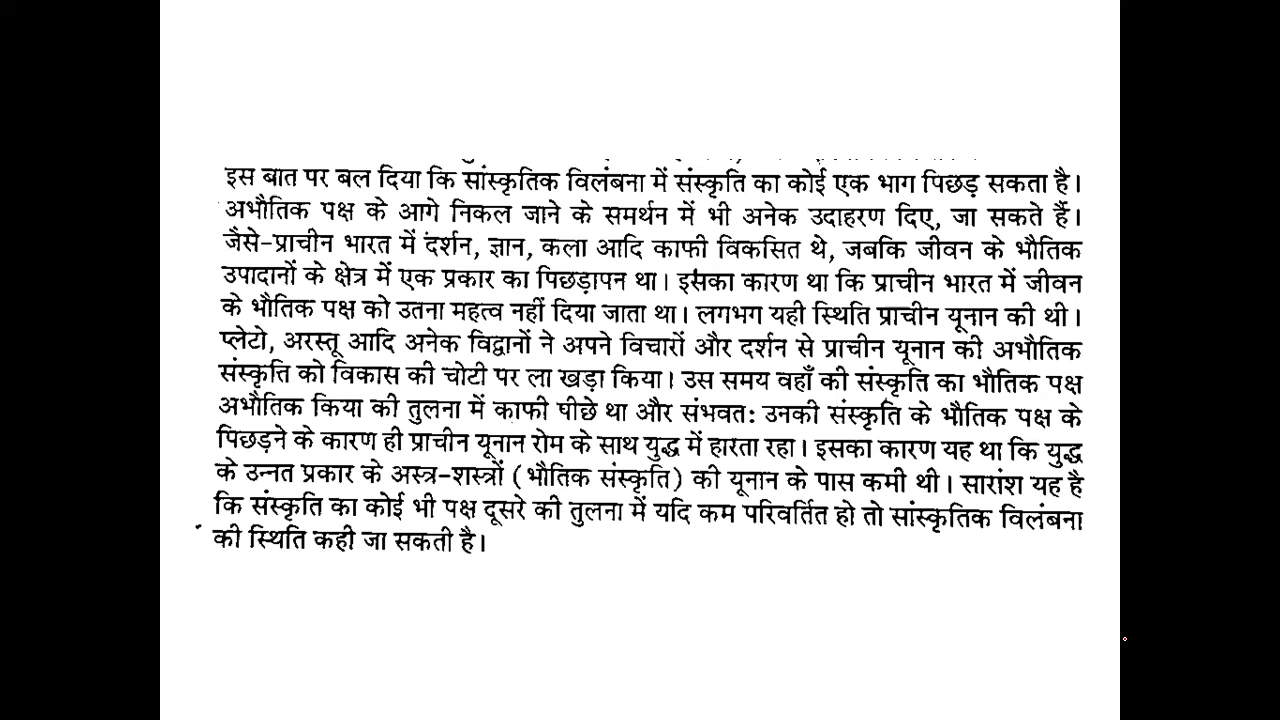 इस बात पर बल दिया कि सांस्कृतिक विलंबना में संस्कृति का कोई एक भाग पिछड़ सकता है।
अभौतिक पक्ष के आगे निकल जाने के समर्थन में भी अनेक उदाहरण दिए, जा सकते हैं।
जैसे-प्राचीन भारत में दर्शन, ज्ञान, कला आदि काफी विकसित थे, जबकि जीवन के भौतिक
उपादानों के क्षेत्र में एक प्रकार का पिछड़ापन था। इसका कारण था कि प्राचीन भारत में जीवन
के भौतिक पक्ष को उतना महत्व नहीं दिया जाता था। लगभग यही स्थिति प्राचीन यूनान की थी।
प्लेटो, अरस्तू आदि अनेक विद्वानों ने अपने विचारों और दर्शन से प्राचीन यूनान की अभौतिक
संस्कृति को विकास की चोटी पर ला खड़ा किया। उस समय वहाँ की संस्कृति का भौतिक पक्ष
अभौतिक किया की तुलना में काफी पीछे था और संभवत: उनकी संस्कृति के भौतिक पक्ष के
पिछड़ने के कारण ही प्राचीन यूनान रोम के साथ युद्ध में हारता रहा। इसका कारण यह था कि युद्ध
के उन्नत प्रकार के अस्त्र-शस्त्रों (भौतिक संस्कृति) की यूनान के पास कमी थी। सारांश यह है
कि संस्कृति का कोई भी पक्ष दूसरे की तुलना में यदि कम परिवर्तित हो तो सांस्कृतिक विलंबना
की स्थिति कही जा सकती है।